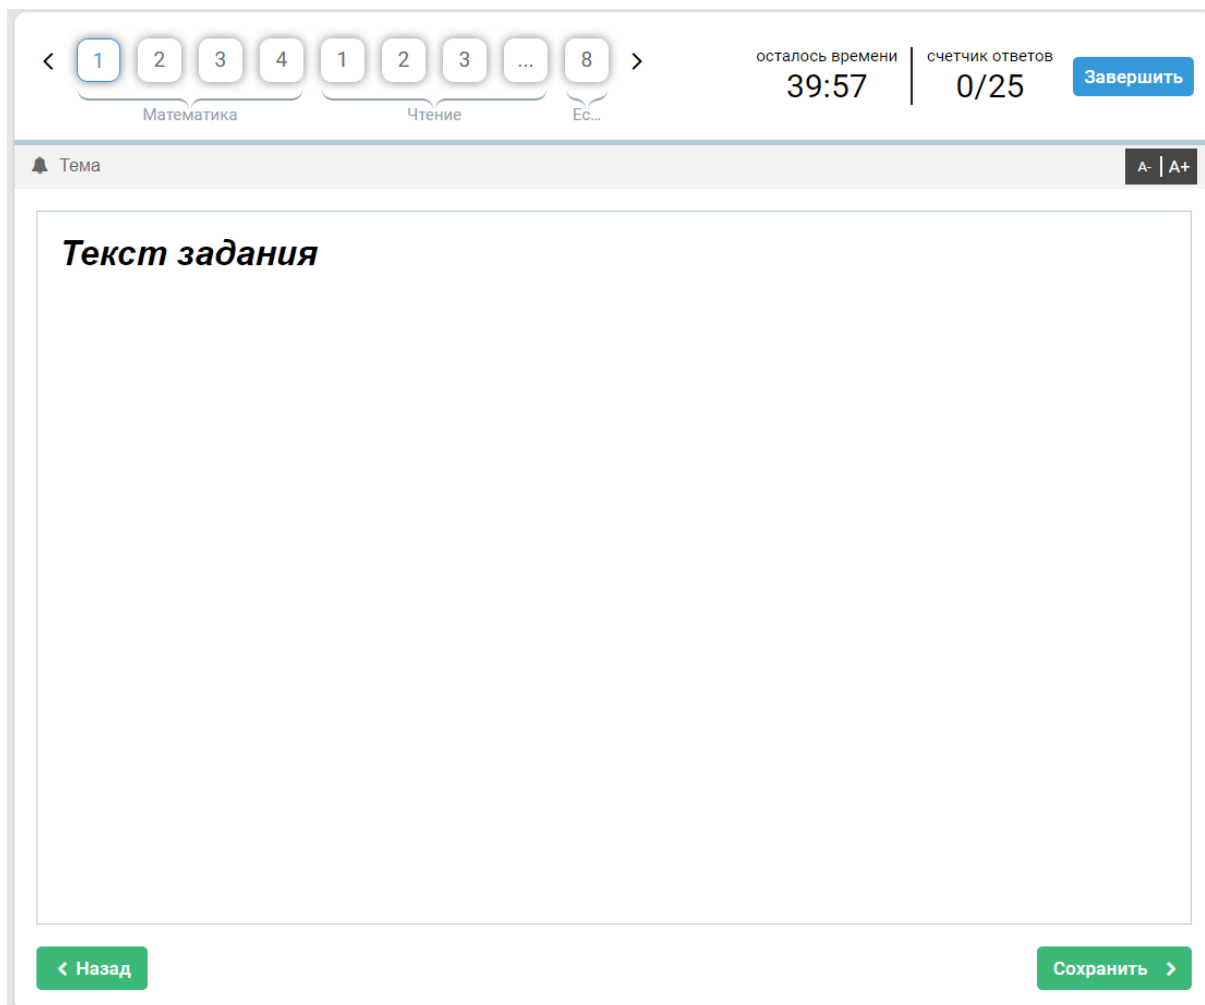 1 2 3 4 1 2 3 ... 8
Математика Чтение Ес...
осталось времени
39:57
счетчик ответов
0/25
Завершить
Тема
A- A+
Текст задания
Назад
Сохранить